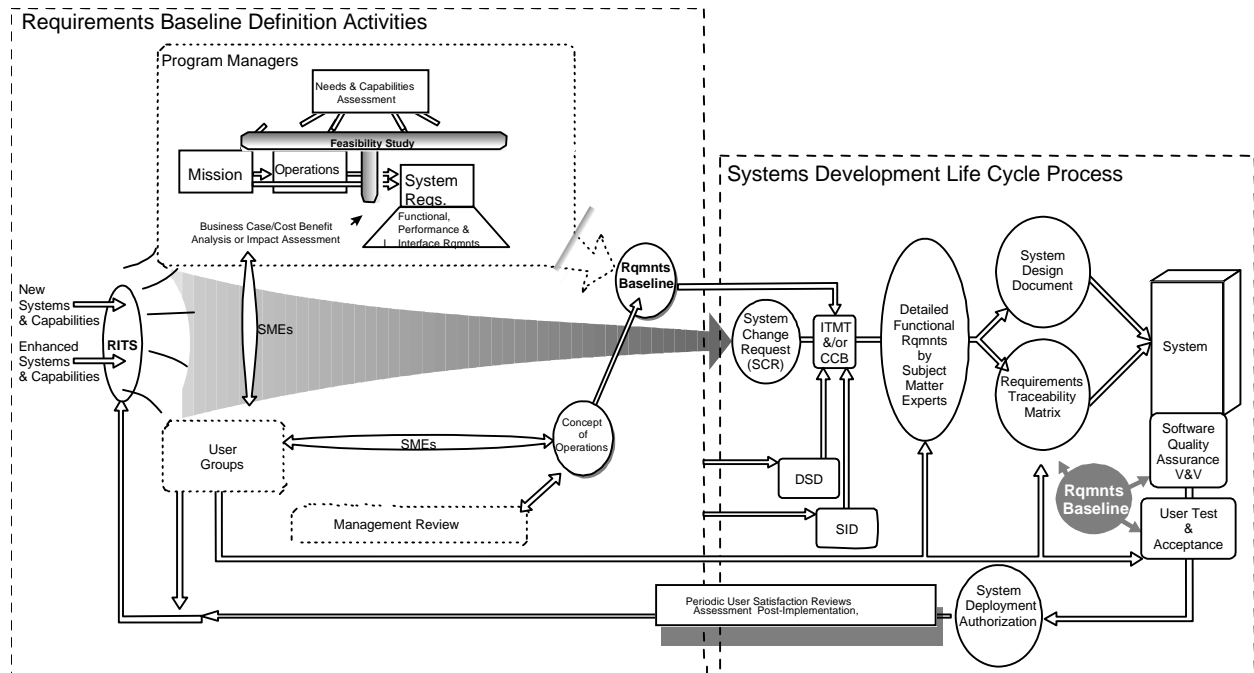 Requirements Baseline Definition Activities
Program Managers
Needs & Capabilities
Assessment
Feasibility Study
Mission
Operations
System
Reqs.
Functional,
Performance &
Interface Rqmnts
Business Case/Cost Benefit
Analysis or Impact Assessment
New
Systems
& Capabilities
Enhanced
Systems
& Capabilities
RITS
SMEs
Rqmnts
Baseline
User
Groups
SMEs
Concept
of
Operations
Management Review
Systems Development Life Cycle Process
System
Change
Request
(SCR)
ITMT
&/or
CCB
DSD
SID
Detailed
Functional
Rqmnts
by
Subject
Matter
Experts
System
Design
Document
Requirements
Traceability
Matrix
System
Software
Quality
Assurance
V&V
Rqmnts
Baseline
User Test
&
Acceptance
System
Deployment
Authorization
Periodic User Satisfaction Reviews
Assessment Post-Implementation,